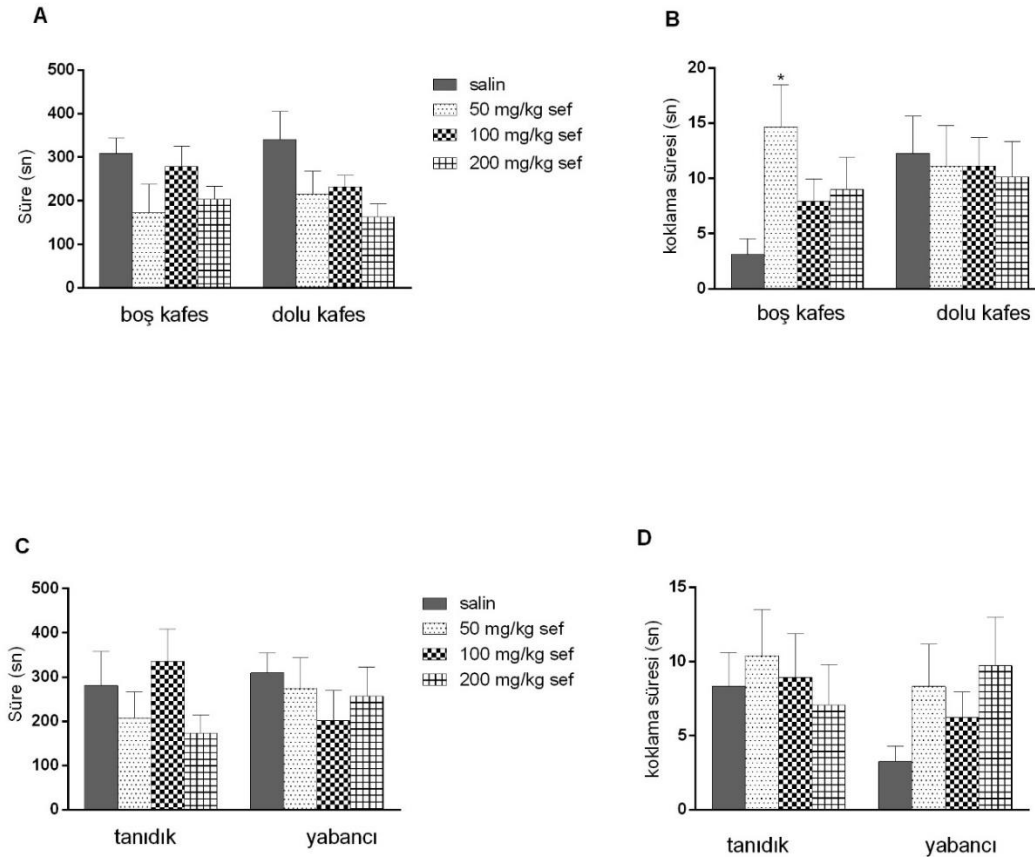 A
Süre (sn)
500
400
300
200
100
0
boş kafes
dolu kafes
salin
50 mg/kg sef
100 mg/kg sef
200 mg/kg sef
B
koklama süresi (sn)
20
15
10
5
0
*
boş kafes
dolu kafes
C
Süre (sn)
500
400
300
200
100
0
tanıdık
yabancı
salin
50 mg/kg sef
100 mg/kg sef
200 mg/kg sef
D
koklama süresi (sn)
15
10
5
0
tanıdık
yabancı